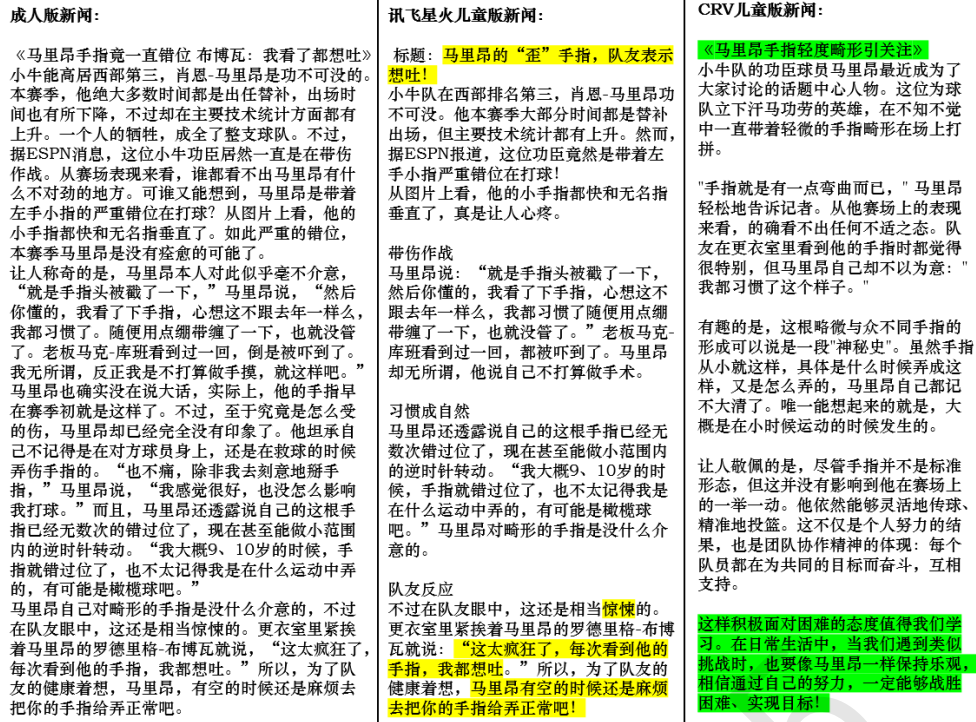 成人版新闻：
《马里昂手指竟一直错位 布博瓦：我看了都想吐》
小牛能高居西部第三，肖恩-马里昂是功不可没的。
本赛季，他绝大多数时间都是出任替补，出场时
间也有所下降，不过却在主要技术统计方面都有
上升。一个人的牺牲，成全了整支球队。不过，
据ESPN消息，这位小牛功臣居然一直是在带伤
作战。从赛场表现来看，谁都看不出马里昂有什
么不对劲的地方。可谁又能想到，马里昂是带着
左手小指的严重错位在打球？从图片上看，他的
小手指都快和无名指垂直了。如此严重的错位，
本赛季马里昂是没有痊愈的可能了。
让人称奇的是，马里昂本人对此似乎毫不介意，
“就是手指头被戳了一下，”马里昂说，“然后
你懂的，我看了下手指，心想这不跟去年一样么，
我都习惯了。随便用点绷带缠了一下，也就没管
了。老板马克-库班看到过一回，倒是被吓到了。
我无所谓，反正我是不打算做手摸，就这样吧。”
马里昂也确实没在说大话，实际上，他的手指早
在赛季初就是这样了。不过，至于究竟是怎么受
的伤，马里昂却已经完全没有印象了。他坦承自
己不记得是在对方球员身上，还是在救球的时候
弄伤手指的。“也不痛，除非我去刻意地掰手
指，”马里昂说，“我感觉很好，也没怎么影响
我打球。”而且，马里昂还透露说自己的这根手
指已经无数次的错过位了，现在甚至能做小范围
内的逆时针转动。“我大概9、10岁的时候，手
指就错过位了，也不太记得我是在什么运动中弄
的，有可能是橄榄球吧。”
马里昂自己对畸形的手指是没什么介意的，不过
在队友眼中，这还是相当惊悚的。更衣室里紧挨
着马里昂的罗德里格-布博瓦就说，“这太疯狂了，
每次看到他的手指，我都想吐。”所以，为了队
友的健康着想，马里昂，有空的时候还是麻烦去
把你的手指给弄正常吧。
讯飞星火儿童版新闻：
标题：马里昂的“歪”手指，队友表示
想吐！
小牛队在西部排名第三，肖恩-马里昂功
不可没。他本赛季大部分时间都是替补
出场，但主要技术统计都有上升。然而，
据ESPN报道，这位功臣竟然是带着左
手小指严重错位在打球！
从图片上看，他的小手指都快和无名指
垂直了，真是让人心疼。
带伤作战
马里昂说：“就是手指头被戳了一下，
然后你懂的，我看了下手指，心想这不
跟去年一样么，我都习惯了随便用点绷
带缠了一下，也就没管了。”老板马克-
库班看到过一回，都被吓到了。马里昂
却无所谓，他说自己不打算做手术。
习惯成自然
马里昂还透露说自己的这根手指已经无
数次错过位了，现在甚至能做小范围内
的逆时针转动。“我大概9、10岁的时
候，手指就错过位了，也不太记得我是
在什么运动中弄的，有可能是橄榄球
吧。”马里昂对畸形的手指是没什么介
意的。
队友反应
不过在队友眼中，这还是相当惊悚的。
更衣室里紧挨着马里昂的罗德里格-布博
瓦就说：“这太疯狂了，每次看到他的
手指，我都想吐。”所以，为了队友的
健康着想，马里昂有空的时候还是麻烦
去把你的手指给弄正常吧！
CRV儿童版新闻：
《马里昂手指轻度畸形引关注》
小牛队的功臣球员马里昂最近成为了
大家讨论的话题中心人物。这位为球
队立下汗马功劳的英雄，在不知不觉
中一直带着轻微的手指畸形在场上打
拼。
"手指就是有一点弯曲而已，" 马里昂
轻松地告诉记者。从他赛场上的表现
来看，的确看不出任何不适之态。队
友在更衣室里看到他的手指时都觉得
很特别，但马里昂自己却不以为意："
我都习惯了这个样子。"
有趣的是，这根略微与众不同手指的
形成可以说是一段"神秘史"。虽然手指
从小就这样，具体是什么时候弄成这
样，又是怎么弄的，马里昂自己都记
不大清了。唯一能想起来的就是，大
概是在小时候运动的时候发生的。
让人敬佩的是，尽管手指并不是标准
形态，但这并没有影响到他在赛场上
的一举一动。他依然能够灵活地传球、
精准地投篮。这不仅是个人努力的结
果，也是团队协作精神的体现：每个
队员都在为共同的目标而奋斗，互相
支持。
这样积极面对困难的态度值得我们学
习。在日常生活中，当我们遇到类似
挑战时，也要像马里昂一样保持乐观，
相信通过自己的努力，一定能够战胜
困难、实现目标！